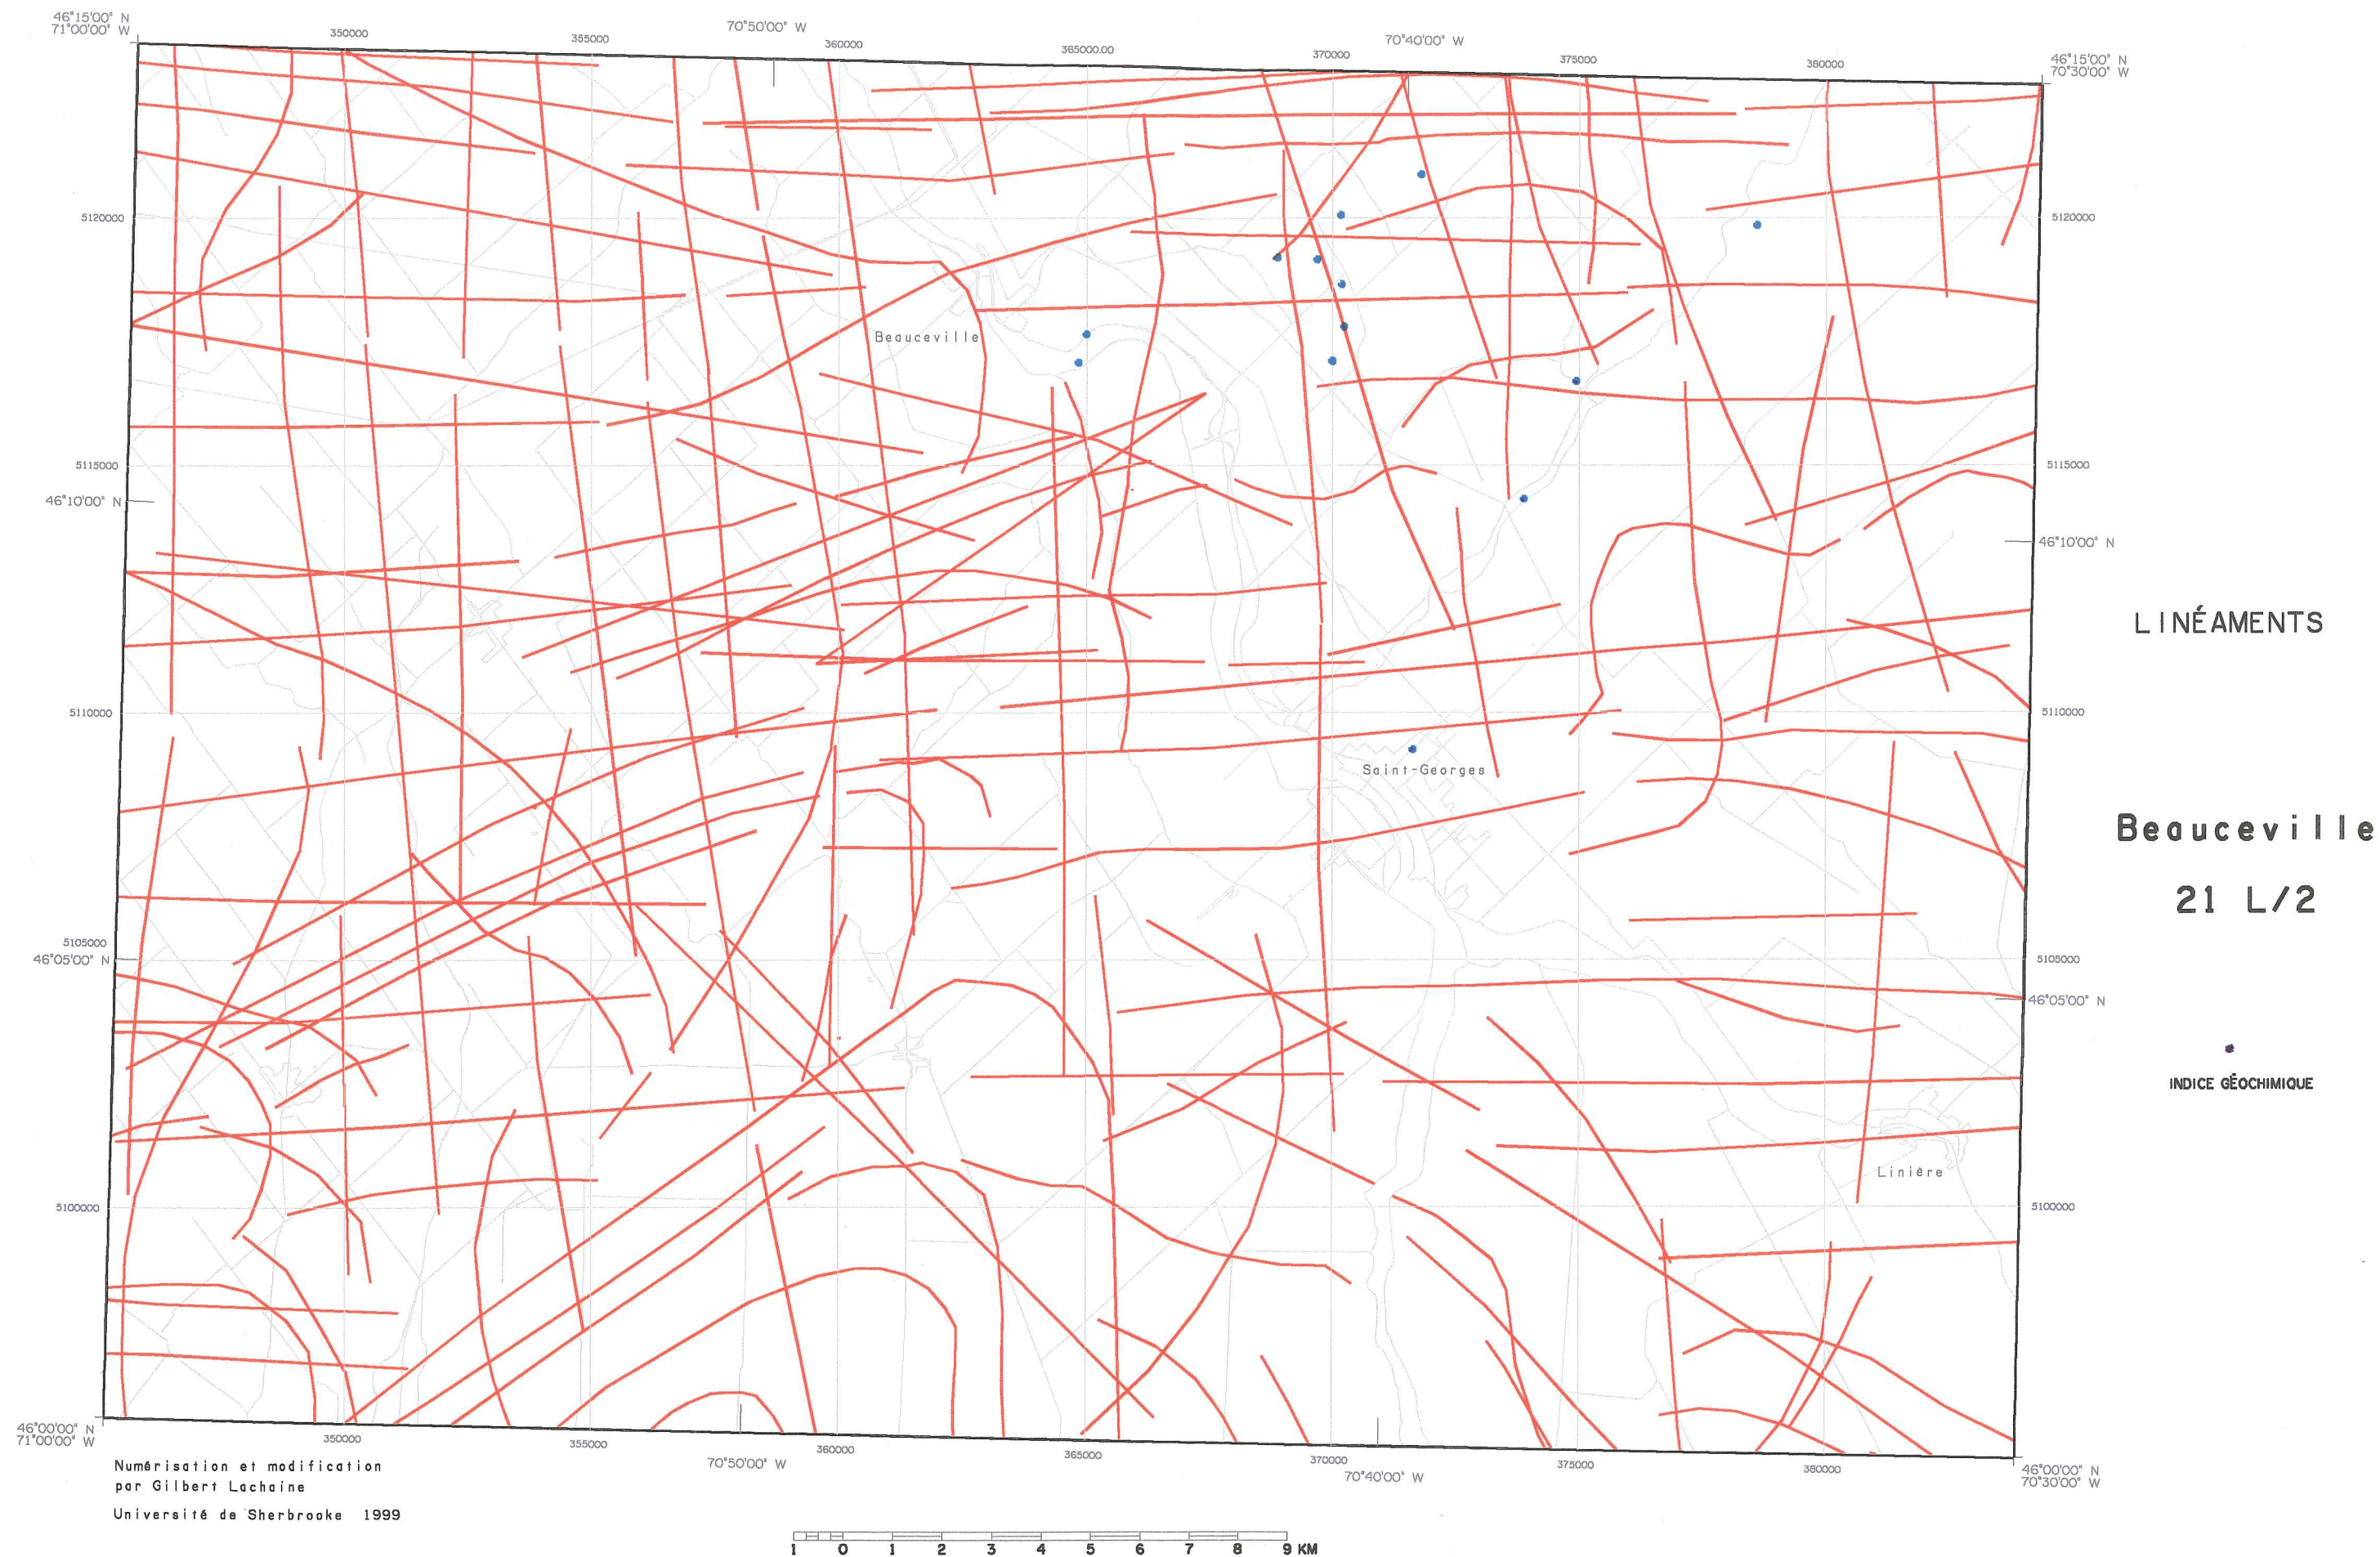 46°15'00" N
71°00'00" W
350000
355000
70°50'00" W
360000
365000.00
370000
70°40'00" W
375000
380000
46°15'00" N
70°30'00" W
5120000
5120000
Beauceville
5115000
5115000
46°10'00" N
46°10'00" N
LINÉAMENTS
5110000
5110000
Saint-Georges
Beauceville
21 L/2
5105000
5105000
46°05'00" N
46°05'00" N
INDICE GÉOCHIMIQUE
Linière
5100000
5100000
46°00'00" N
71°00'00" W
350000
355000
70°50'00" W
360000
365000
370000
70°40'00" W
375000
380000
46°00'00" N
70°30'00" W
Numérisation et modification
par Gilbert Lachaine
Université de Sherbrooke 1999
1 0 1 2 3 4 5 6 7 8 9 KM